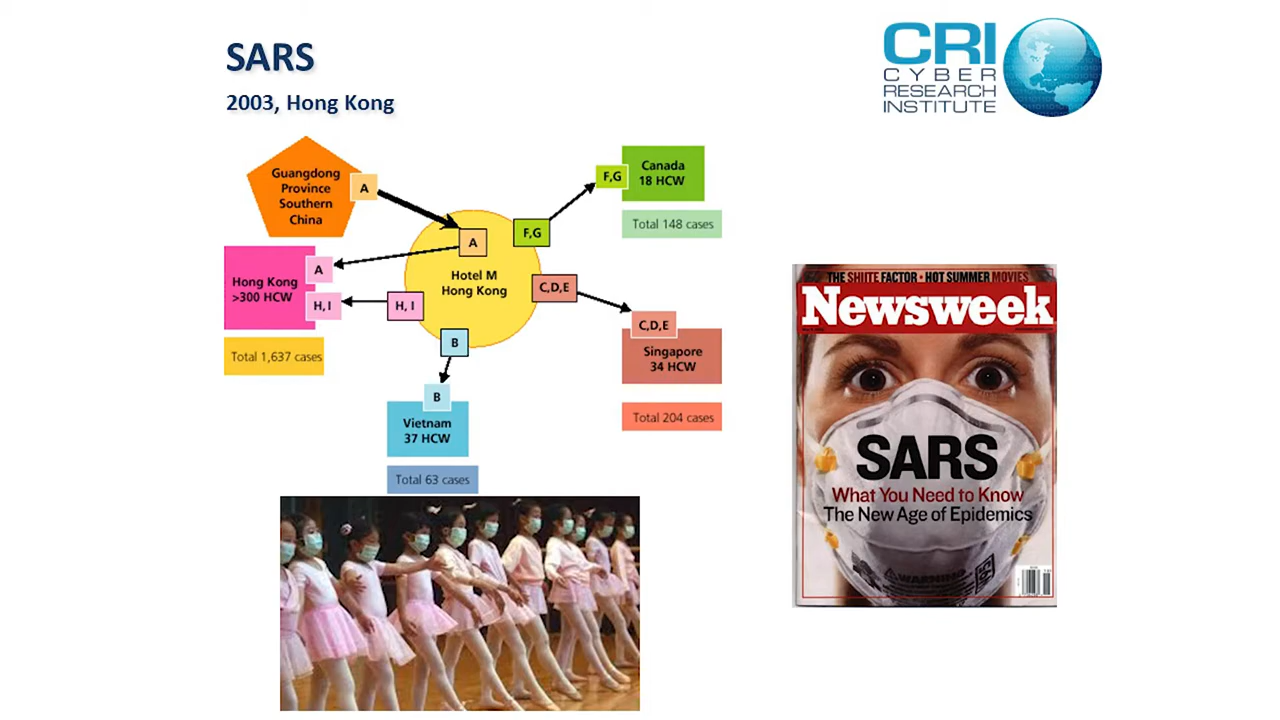 SARS
2003, Hong Kong
CRI
CYBER
RESEARCH
INSTITUTE
Guangdong
Province
Southern
China
A
A
F,G
F,G
Canada
18 HCW
Total 148 cases
Hotel M
Hong Kong
Hong Kong
>300 HCW
A
H, I
H, I
Total 1,637 cases
C,D,E
C,D,E
Singapore
34 HCW
Total 204 cases
B
B
Vietnam
37 HCW
Total 63 cases
THE SHIITE FACTOR • HOT SUMMER MOVIES
Newsweek
SARS
What You Need to Know
The New Age of Epidemics
WARNING
N95